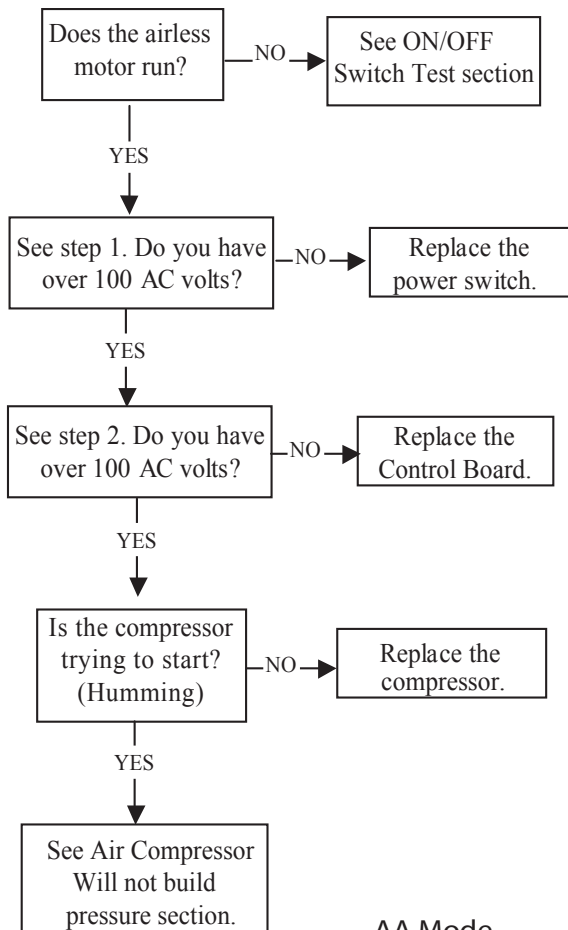 Does the airless
motor run?
NO
See ON/OFF
Switch Test section
YES
See step 1. Do you have
over 100 AC volts?
NO
Replace the
power switch.
YES
See step 2. Do you have
over 100 AC volts?
NO
Replace the
Control Board.
YES
Is the compressor
trying to start?
(Humming)
NO
Replace the
compressor.
YES
See Air Compressor
Will not build
pressure section.
AA Mode